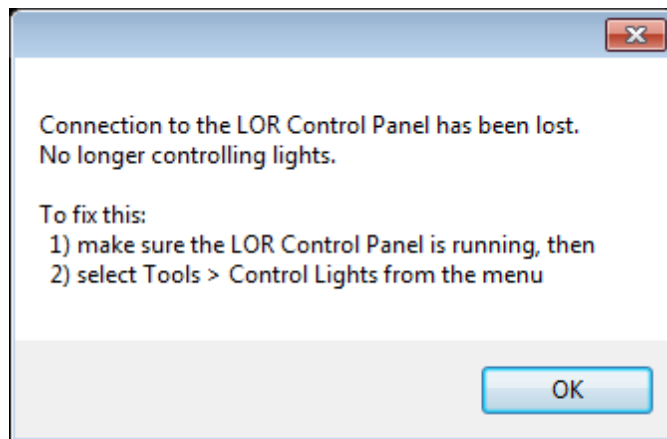 Connection to the LOR Control Panel has been lost.
No longer controlling lights.
To fix this:
1) make sure the LOR Control Panel is running, then
2) select Tools > Control Lights from the menu
OK